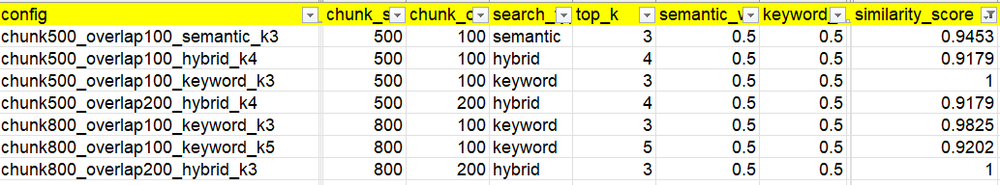 config chunk_s chunk_o search_ top_k semantic_ keyword_ similarity_score
chunk500_overlap100_semantic_k3 500 100 semantic 3 0.5 0.5 0.9453
chunk500_overlap100_hybrid_k4 500 100 hybrid 4 0.5 0.5 0.9179
chunk500_overlap100_keyword_k3 500 100 keyword 3 0.5 0.5 1
chunk500_overlap200_hybrid_k4 500 200 hybrid 4 0.5 0.5 0.9179
chunk800_overlap100_keyword_k3 800 100 keyword 3 0.5 0.5 0.9825
chunk800_overlap100_keyword_k5 800 100 keyword 5 0.5 0.5 0.9202
chunk800_overlap200_hybrid_k3 800 200 hybrid 3 0.5 0.5 1